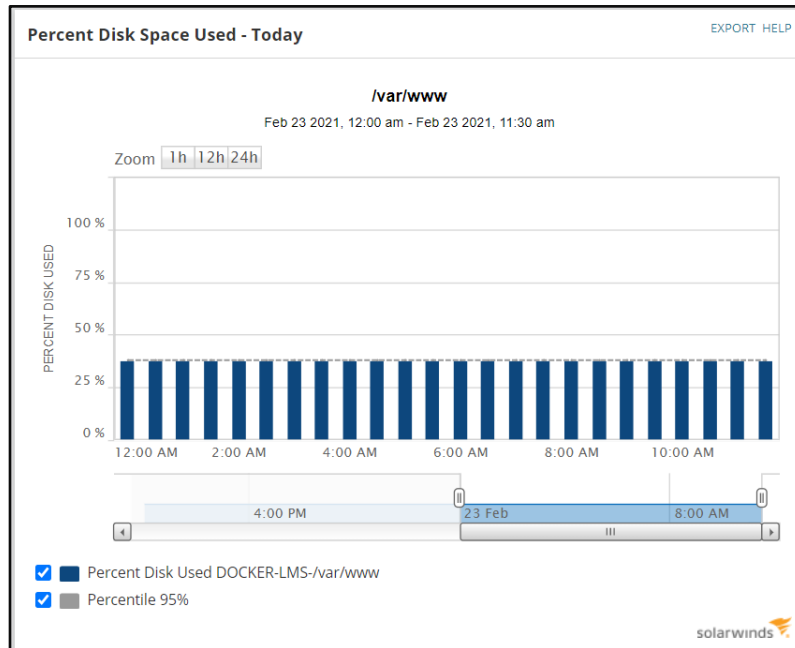 Percent Disk Space Used - Today
EXPORT HELP
/var/www
Feb 23 2021, 12:00 am - Feb 23 2021, 11:30 am
Zoom 1h 12h 24h
PERCENT DISK USED
100 %
75 %
50 %
25 %
0 %
12:00 AM 2:00 AM 4:00 AM 6:00 AM 8:00 AM 10:00 AM
4:00 PM 23 Feb 8:00 AM
Percent Disk Used DOCKER-LMS-/var/www
Percentile 95%
solarwinds